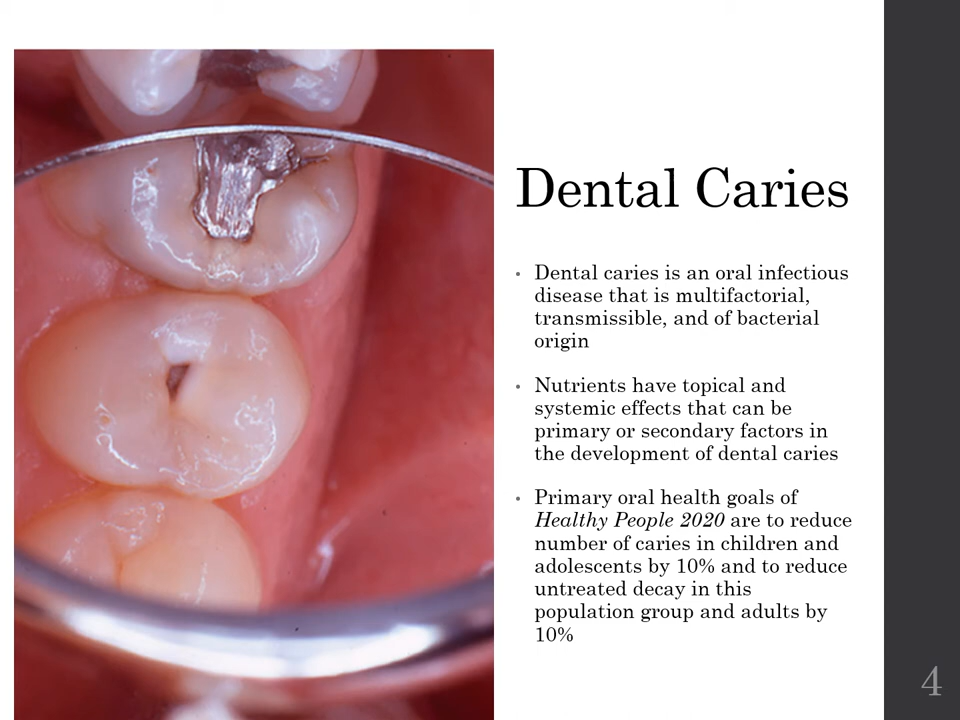 Dental Caries
• Dental caries is an oral infectious
disease that is multifactorial,
transmissible, and of bacterial
origin
• Nutrients have topical and
systemic effects that can be
primary or secondary factors in
the development of dental caries
• Primary oral health goals of
Healthy People 2020 are to reduce
number of caries in children and
adolescents by 10% and to reduce
untreated decay in this
population group and adults by
10%
4